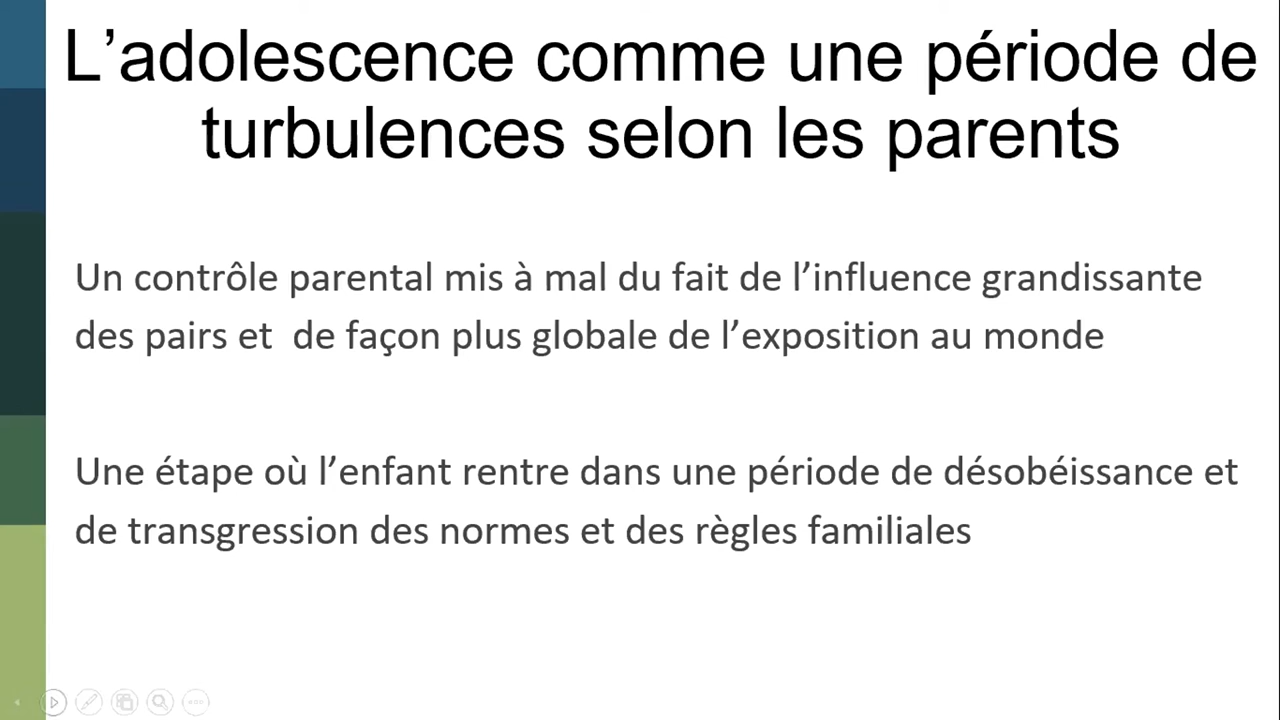 L’adolescence comme une période de
turbulences selon les parents
Un contrôle parental mis à mal du fait de l’influence grandissante
des pairs et  de façon plus globale de l’exposition au monde
Une étape où l’enfant rentre dans une période de désobéissance et
de transgression des normes et des règles familiales